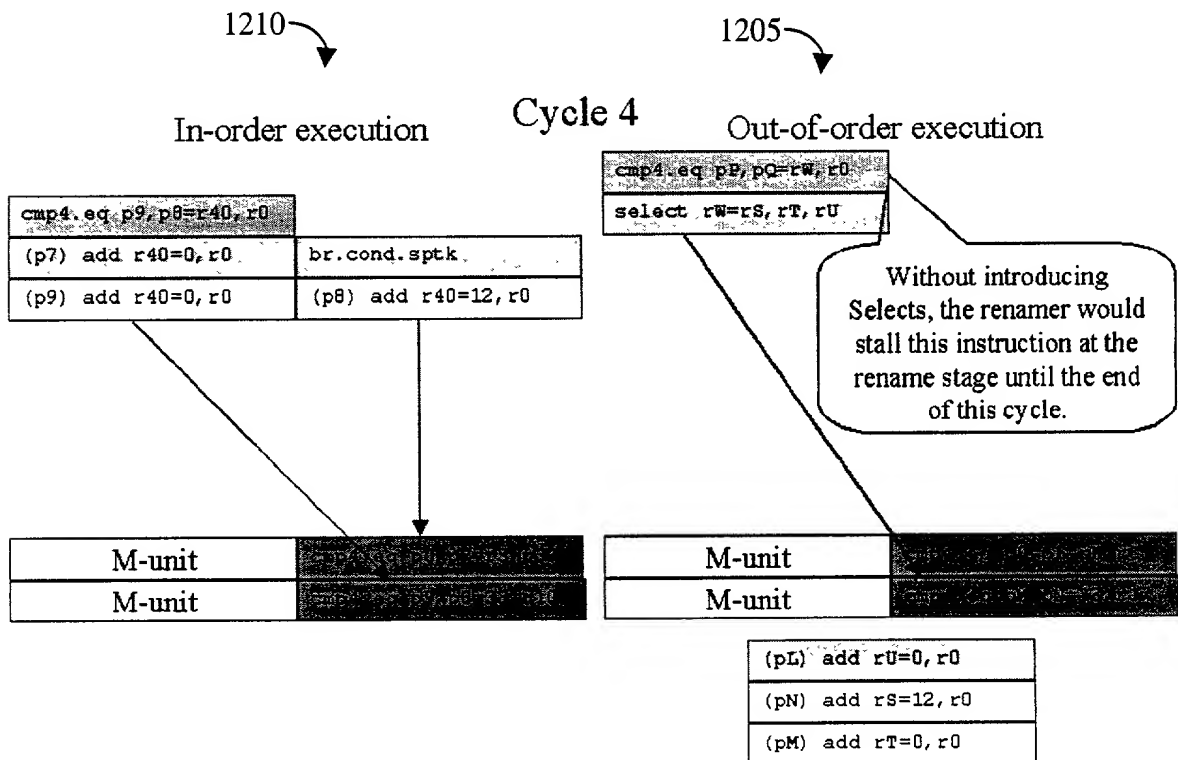 1210
1205
Cycle 4
In-order execution
Out-of-order execution
cmp4.eq p9,p8=r40,r0
(p7) add r40=0,r0
br.cond.sptk
(p9) add r40=0,r0
(p8) add r40=12,r0
cmp4.eq pP,pQ=rW,r0
select rW=rS,rT,rU
Without introducing
Selects, the renamer would
stall this instruction at the
rename stage until the end
of this cycle.
M-unit
M-unit
M-unit
M-unit
(pL) add rU=0,r0
(pN) add rS=12,r0
(pM) add rT=0,r0